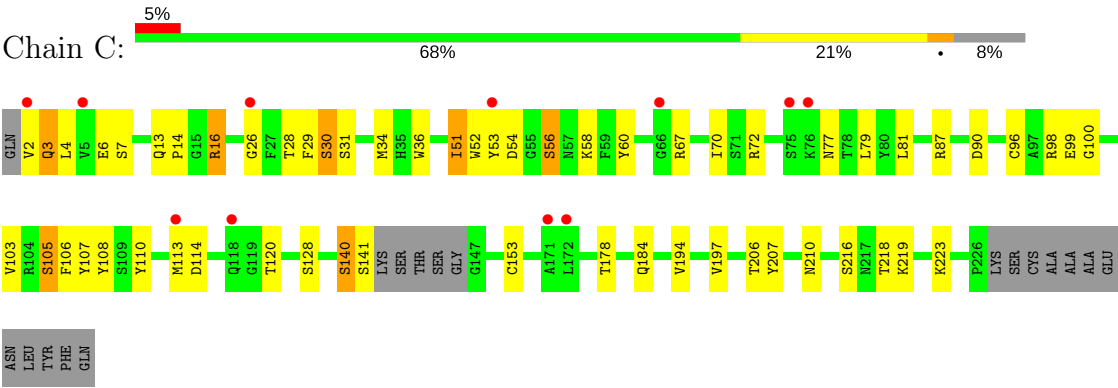 5%
Chain C:
68% 21% • 8%
GLN V2 Q3 L4 V5 E6 S7 Q13 P14 G15 R16 G26 F27 T28 F29 S30 S31 M34 H35 W36 I51 W52 Y53 D54 G55 S56 N57 K58 F59 Y60 G66 R67 I70 S71 R72 S75 K76 N77 T78 L79 Y80 L81 R87 D90 C96 A97 R98 E99 G100
V103 R104 S105 F106 Y107 Y108 S109 Y110 M113 D114 Q118 G119 T120 S128 S140 S141 LYS SER THR SER GLY G147 C153 A171 L172 T178 Q184 V194 V197 T206 Y207 N210 S216 N217 T218 K219 K223 P226 LYS SER CYS ALA ALA ALA GLU
ASN LEU TYR PHE GLN